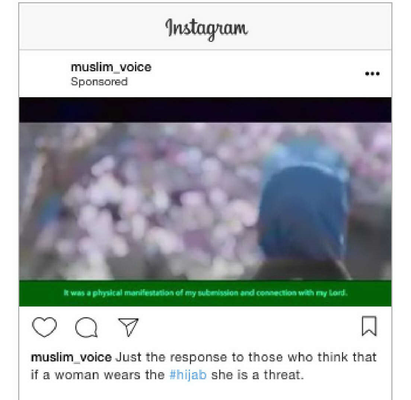 Instagram
muslim_voice
Sponsored
It was a physical manifestation of my submission and connection with my Lord.
muslim_voice Just the response to those who think that
if a woman wears the #hijab she is a threat.